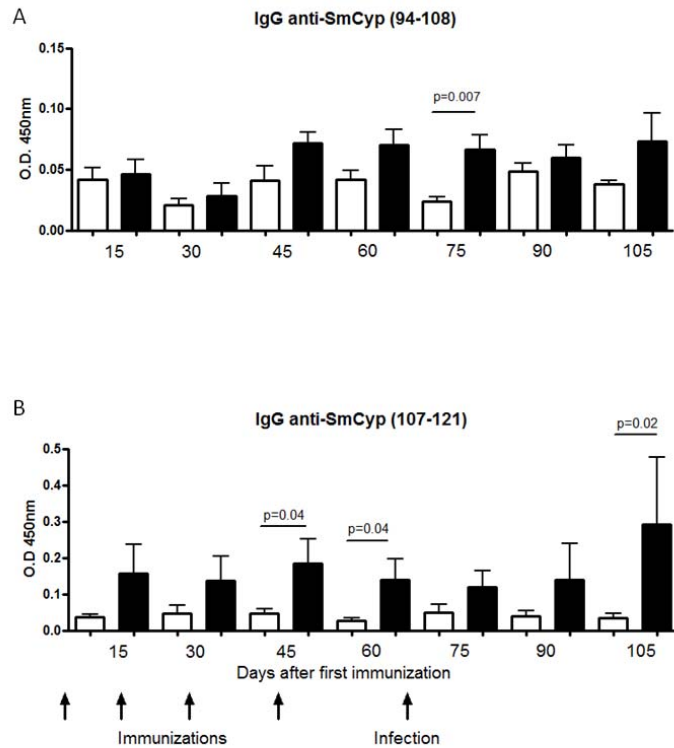 A
IgG anti-SmCyp (94-108)
0.15
p=0.007
0.10
O.D. 450nm
0.05
0.00
15 30 45 60 75 90 105
B
IgG anti-SmCyp (107-121)
p=0.02
0.5
0.4
0.3
p=0.04 p=0.04
O.D 450nm
0.2
0.1
0.0
15 30 45 60 75 90 105
Days after first immunization
Immunizations Infection